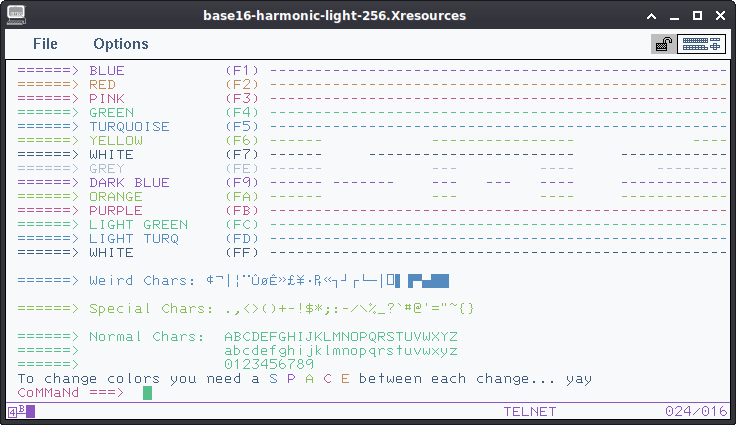 base16-harmonic-light-256.Xresources
File Options
======> BLUE (F1) ----------------------------------------------------------
======> RED (F2) ----------------------------------------------------------
======> PINK (F3) ----------------------------------------------------------
======> GREEN (F4) ----------------------------------------------------------
======> TURQUOISE (F5) ----------------------------------------------------------
======> YELLOW (F6) ------ ---------------- ----
======> WHITE (F7) ------ ----------------------- ------------
======> GREY (FE) ------ --- --- ---
======> DARK BLUE (F9) ------ ------- --- --- ---- ---
======> ORANGE (FA) ------ --- --- ---
======> PURPLE (FB) ------ ----------------------- ------------
======> LIGHT GREEN (FC) ----------------------------------------------------------
======> LIGHT TURQ (FD) ----------------------------------------------------------
======> WHITE (FF) ----------------------------------------------------------
======> Weird Chars: ¢¬|¦¨ÛøÊ»£¥·₧«┐┘┌└─│
======> Special Chars: .,<>()+-!$*;:-/\%_?`#@'="~{}
======> Normal Chars: ABCDEFGHIJKLMNOPQRSTUVWXYZ
======> abcdefghijklmnopqrstuvwxyz
======> 0123456789
To change colors you need a S P A C E between each change... yay
CoMMaNd ===>
4B TELNET 024/016